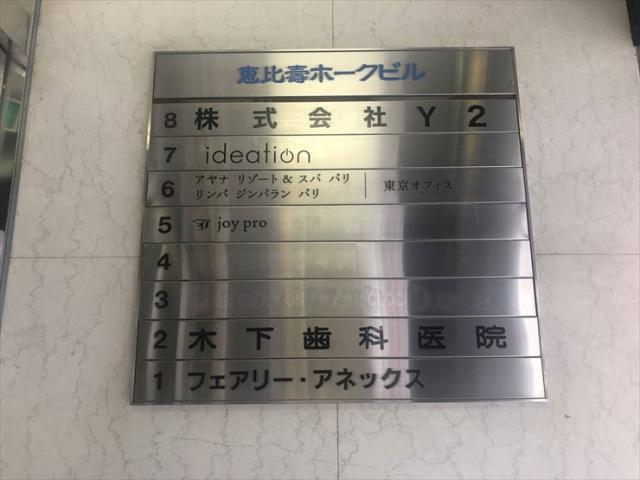 恵比壽ホークビル
8 株式会社Y2
7 ideation
6 アヤナ リゾート & スパ バリ
リンバ ジンバラン バリ
東京オフィス
5 joy pro
4
3
2 木下歯科医院
1 フェアリー・アネックス